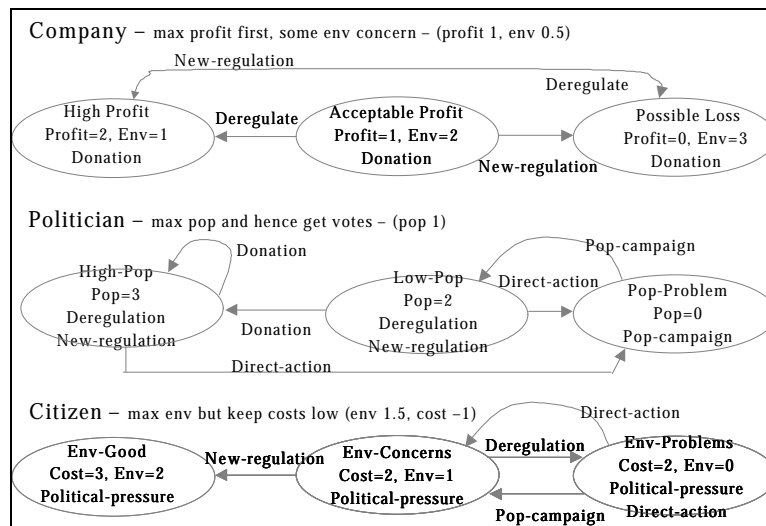 Company – max profit first, some env concern – (profit 1, env 0.5)
New-regulation
Deregulate
High Profit
Profit=2, Env=1
Donation
Deregulate
Acceptable Profit
Profit=1, Env=2
Donation
New-regulation
Possible Loss
Profit=0, Env=3
Donation
Politician – max pop and hence get votes – (pop 1)
Donation
Pop-campaign
High-Pop
Pop=3
Deregulation
New-regulation
Donation
Low-Pop
Pop=2
Deregulation
New-regulation
Direct-action
Pop-Problem
Pop=0
Pop-campaign
Direct-action
Citizen – max env but keep costs low (env 1.5, cost –1)
Direct-action
Env-Good
Cost=3, Env=2
Political-pressure
New-regulation
Env-Concerns
Cost=2, Env=1
Political-pressure
Deregulation
Pop-campaign
Env-Problems
Cost=2, Env=0
Political-pressure
Direct-action